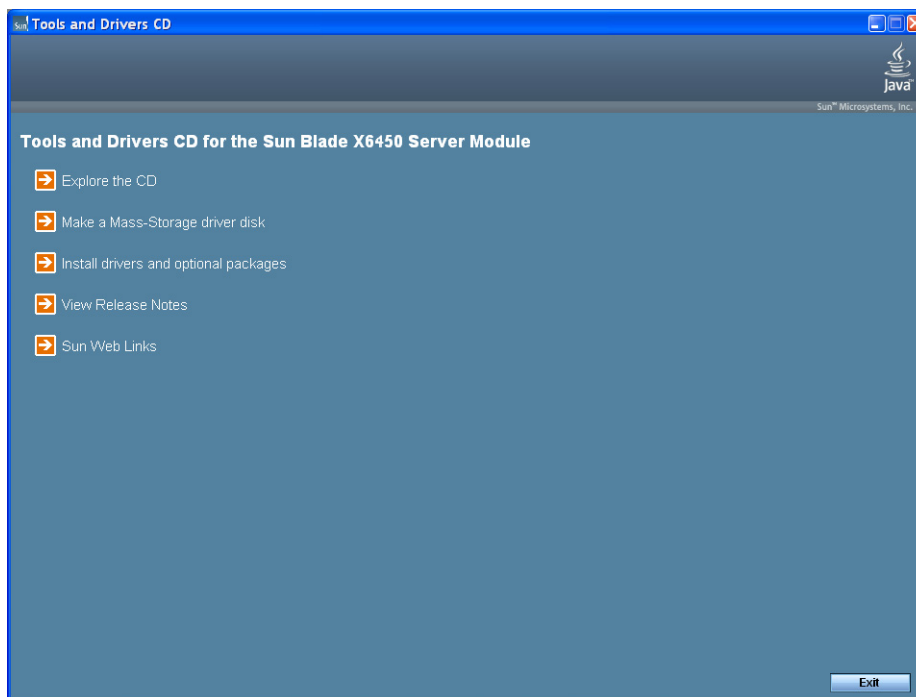 Sun Tools and Drivers CD
Java™
Sun™ Microsystems, Inc.
Tools and Drivers CD for the Sun Blade X6450 Server Module
Explore the CD
Make a Mass-Storage driver disk
Install drivers and optional packages
View Release Notes
Sun Web Links
Exit